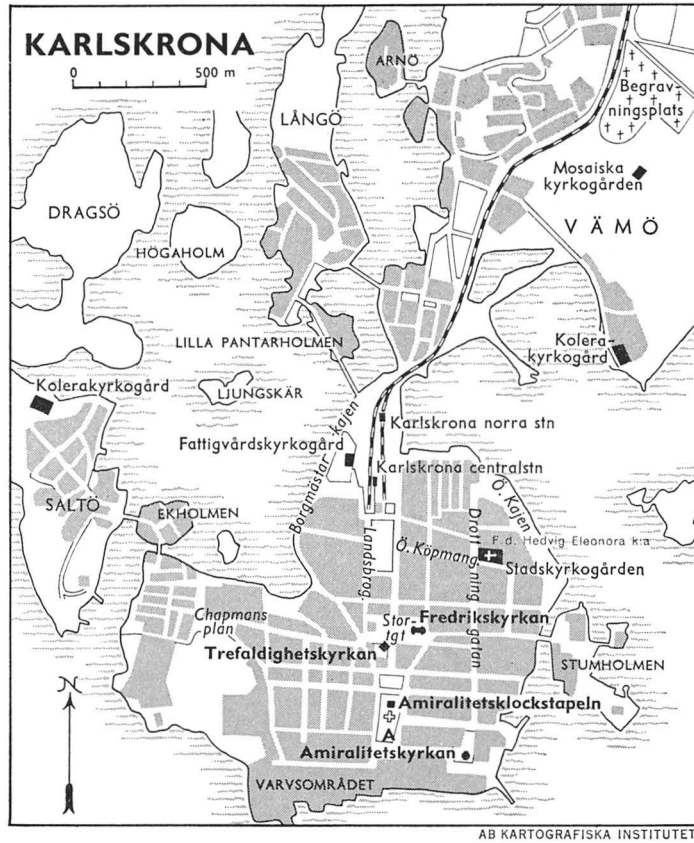 KARLSKRONA
0 500 m
ARNÖ
LÅNGÖ
Begrav-
ningsplats
Mosaiska
kyrkogården
DRAGSÖ
HÖGAHOLM
VÄMÖ
LILLA PANTARHOLMEN
Kolera-
kyrkogård
Kolerakyrkogård
LJUNGSKÄR
Borgmästar-kajen
Karlskrona norra stn
Fattigvårdskyrkogård
Karlskrona centralstn
SALTÖ
EKHOLMEN
Landsbrog.
Ö. Köpmang.
Drottninggatan
Ö. Kajen
F.d. Hedvig Eleonora k:a
Stadskyrkogården
Chapmans
plan
Stor-
tgt
Fredrikskyrkan
Trefaldighetskyrkan
STUMHOLMEN
N
Amiralitetsklockstapeln
A
Amiralitetskyrkan
VARVSOMRÅDET
AB KARTOGRAFISKA INSTITUTET